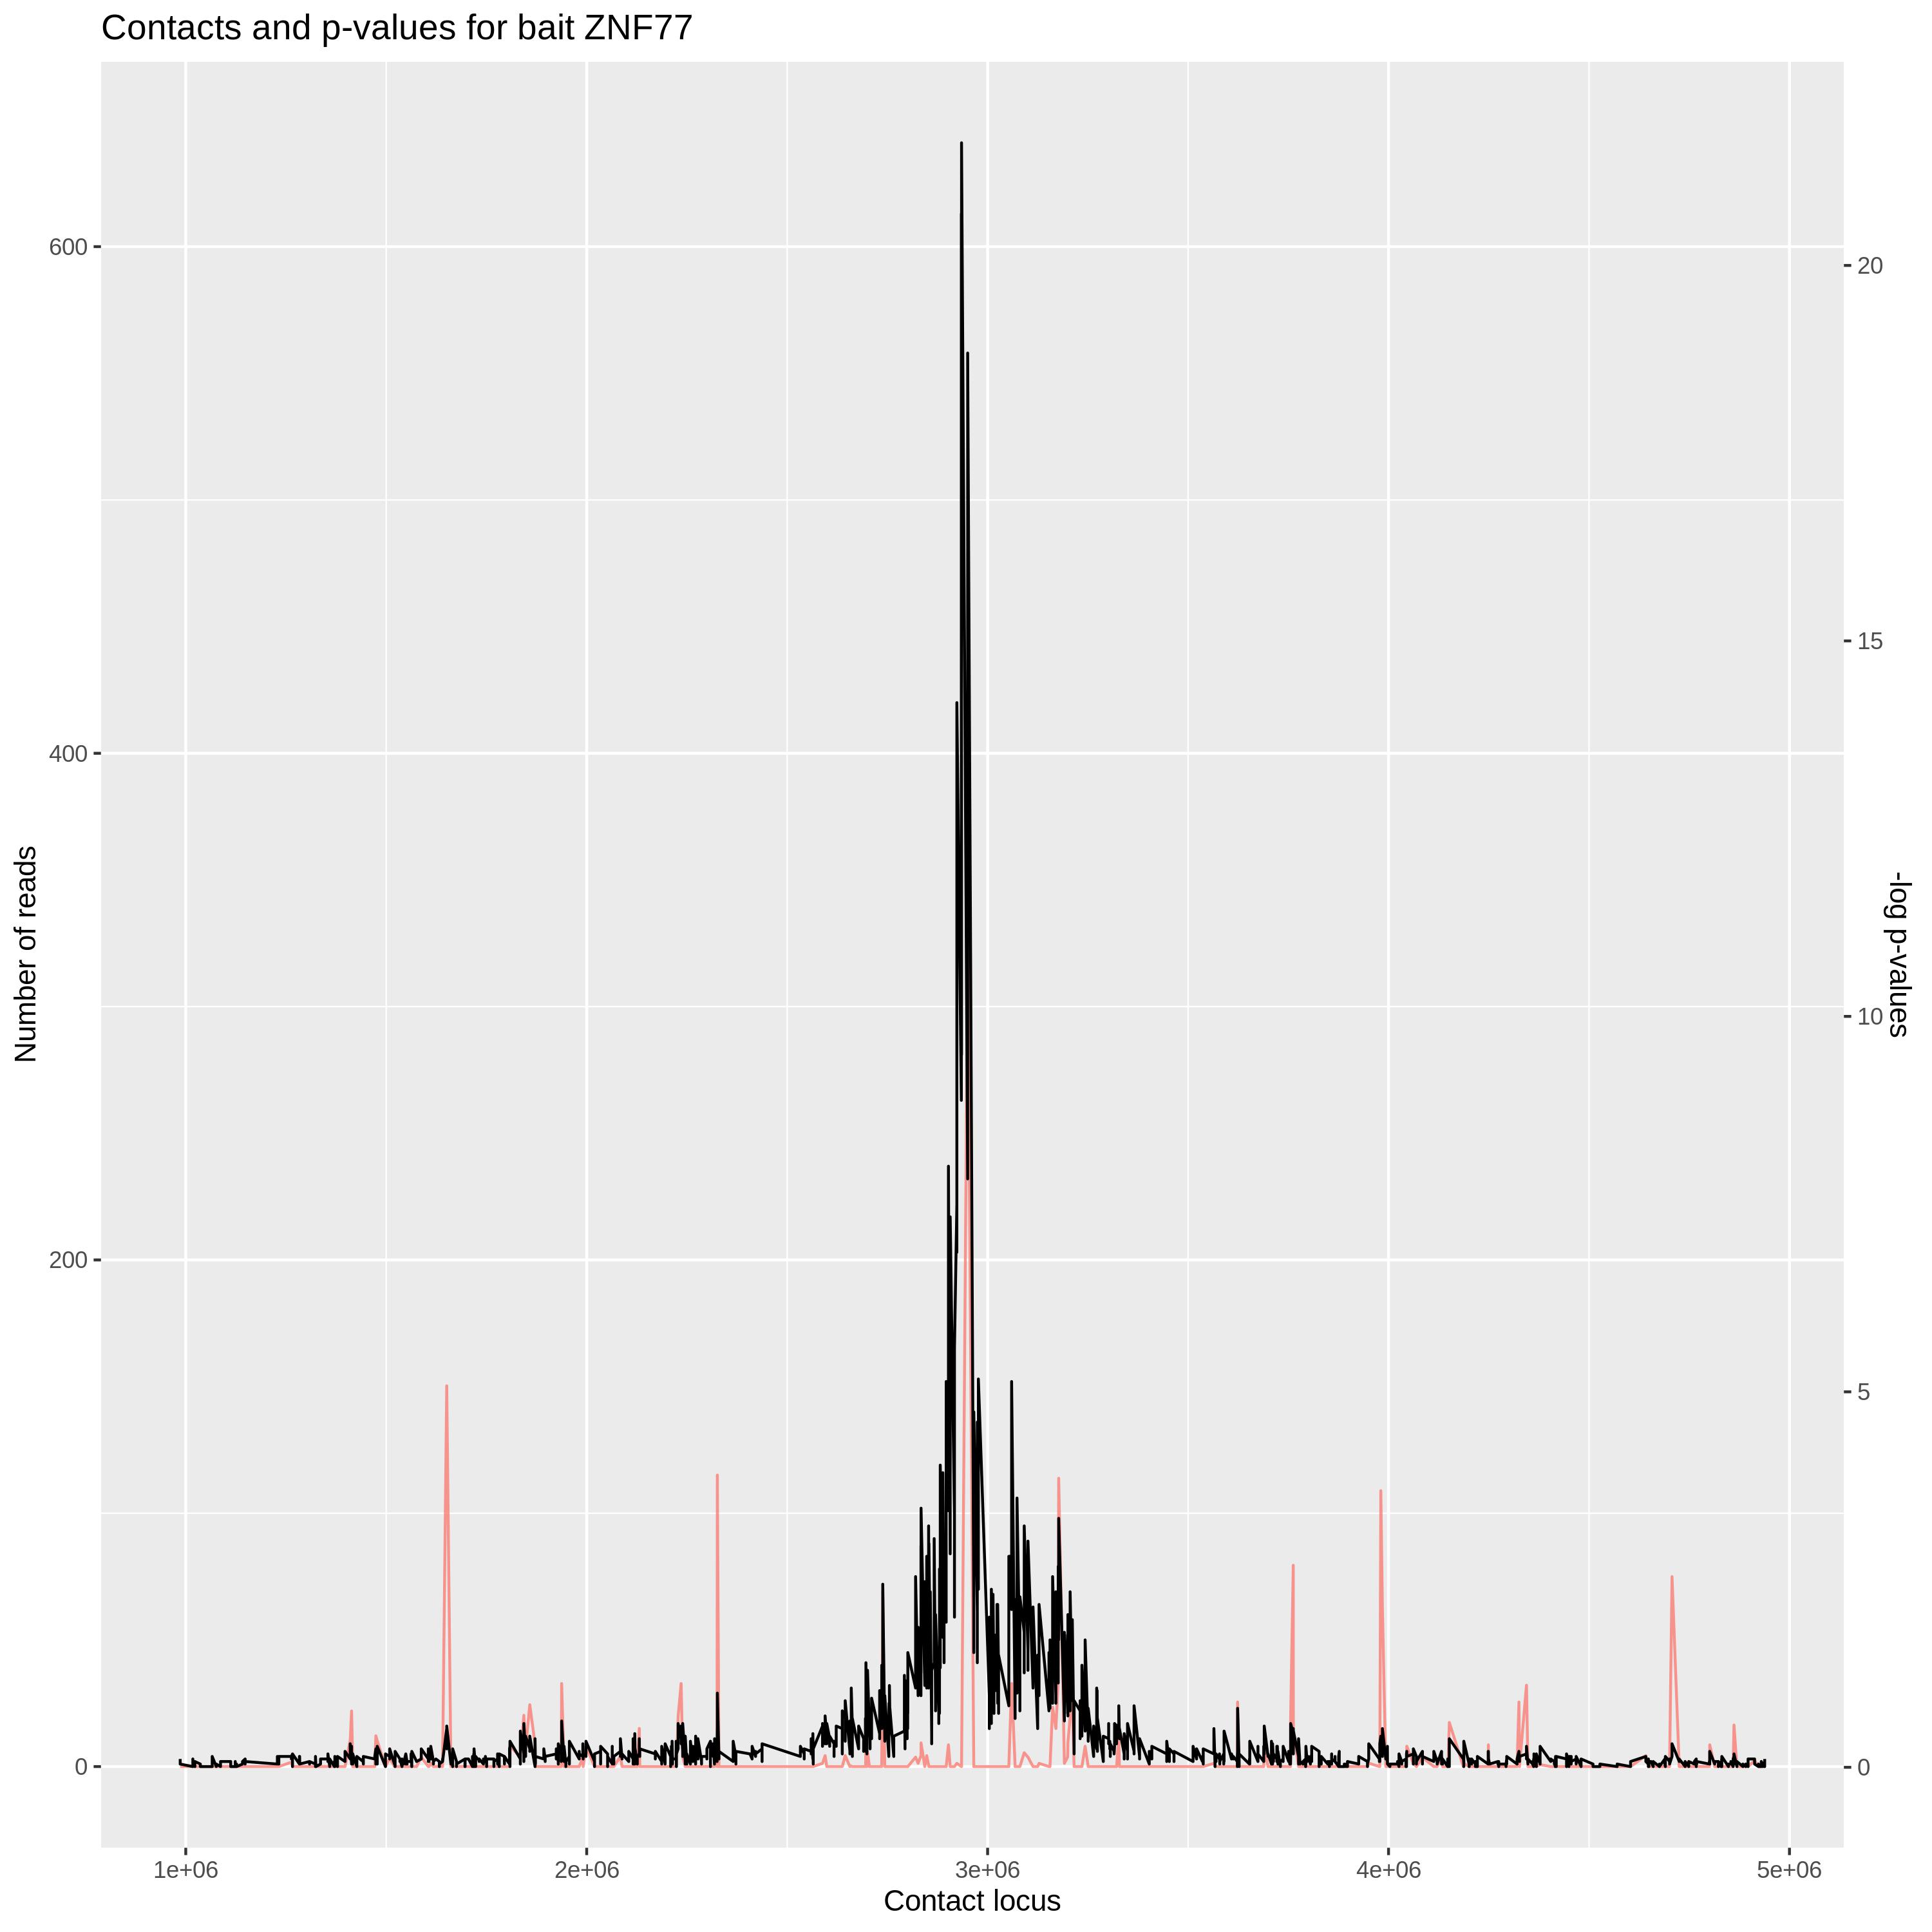 Contacts and p-values for bait ZNF77
600
400
200
0
Number of reads
20
15
10
5
0
-log p-values
1e+06
2e+06
3e+06
4e+06
5e+06
Contact locus